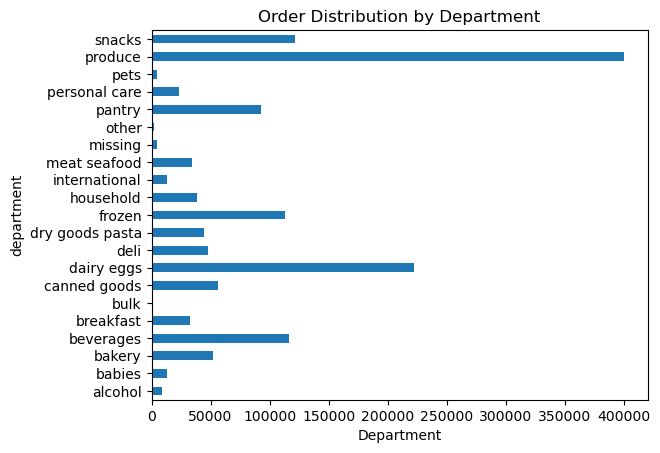 Order Distribution by Department
department
snacks
produce
pets
personal care
pantry
other
missing
meat seafood
international
household
frozen
dry goods pasta
deli
dairy eggs
canned goods
bulk
breakfast
beverages
bakery
babies
alcohol
0 50000 100000 150000 200000 250000 300000 350000 400000
Department